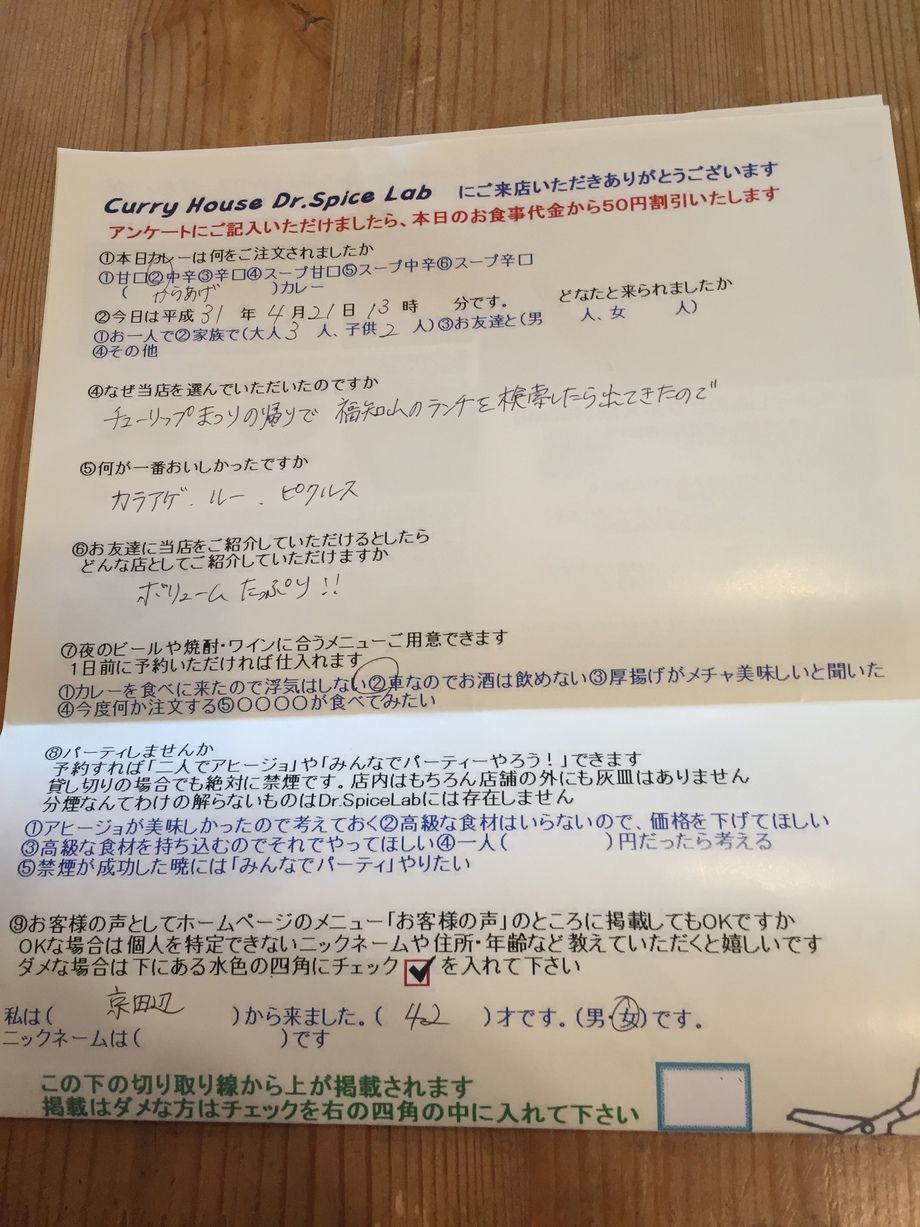 Curry House Dr.Spice Lab にご来店いただきありがとうございます
アンケートにご記入いただけましたら、本日のお食事代金から50円割引いたします
①本日カレーは何をご注文されましたか
①甘口②中辛③辛口④スープ甘口⑤スープ中辛⑥スープ辛口
( からあげ )カレー
②今日は平成 31 年 4 月 21 日 13 時 分です。 どなたと来られましたか
①お一人で②家族で(大人 3 人、子供 2 人)③お友達と(男 人、女 人)
④その他
④なぜ当店を選んでいただいたのですか
チューリップまつりの帰りで 福知山のランチを検索したら出てきたので
⑤何が一番おいしかったですか
カラアゲ. ルー. ピクルス
⑥お友達に当店をご紹介していただけるとしたら
どんな店としてご紹介していただけますか
ボリュームたっぷり!!
⑦夜のビールや焼酎・ワインに合うメニューご用意できます
1日前に予約いただければ仕入れます
①カレーを食べに来たので浮気はしない②車なのでお酒は飲めない③厚揚げがメチャ美味しいと聞いた
④今度何か注文する⑤〇〇〇〇が食べてみたい
⑧パーティしませんか
予約すれば「二人でアヒージョ」や「みんなでパーティーやろう!」できます
貸し切りの場合でも絶対に禁煙です。店内はもちろん店舗の外にも灰皿はありません
分煙なんてわけの解らないものはDr.SpiceLabには存在しません
①アヒージョが美味しかったので考えておく②高級な食材はいらないので、価格を下げてほしい
③高級な食材を持ち込むのでそれでやってほしい④一人( )円だったら考える
⑤禁煙が成功した暁には「みんなでパーティ」やりたい
⑨お客様の声としてホームページのメニュー「お客様の声」のところに掲載してもOKですか
OKな場合は個人を特定できないニックネームや住所・年齢など教えていただくと嬉しいです
ダメな場合は下にある水色の四角にチェック ✓ を入れて下さい
私は( 京田辺 )から来ました。( 42 )才です。(男・女)です。
ニックネームは( )です
この下の切り取り線から上が掲載されます
掲載はダメな方はチェックを右の四角の中に入れて下さい